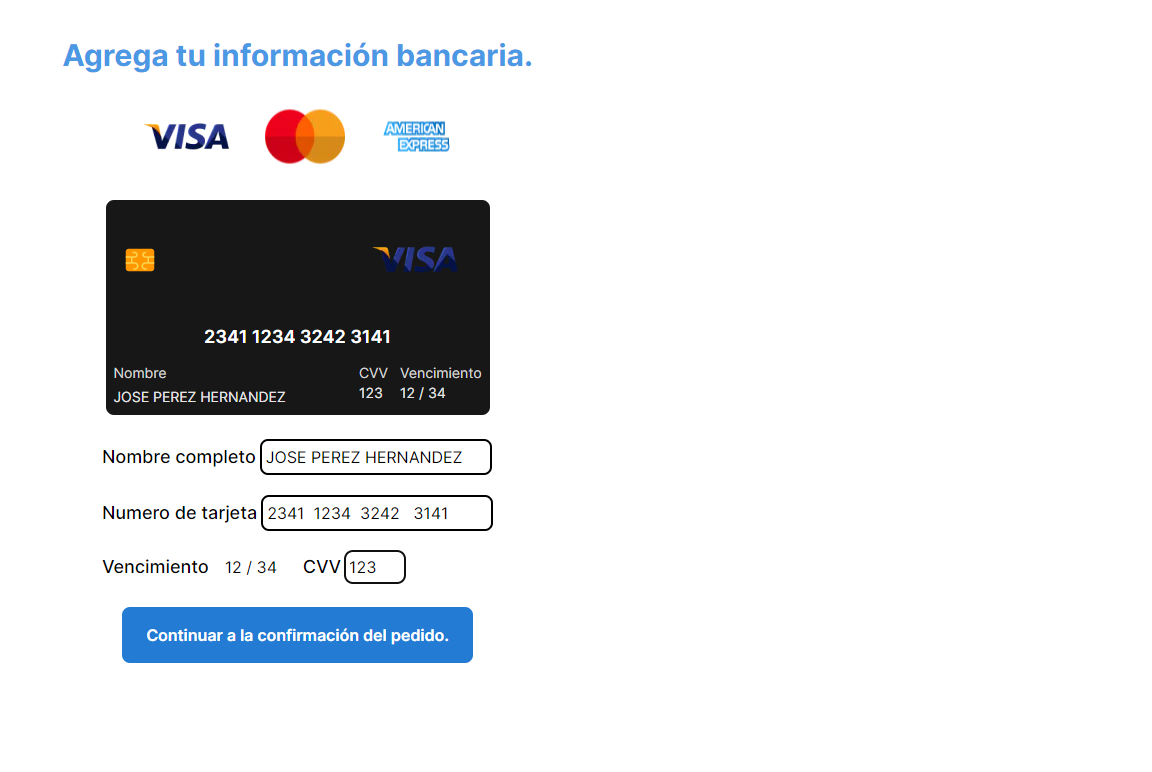 Agrega tu información bancaria.
VISA AMERICAN EXPRESS
VISA
2341 1234 3242 3141
Nombre CVV Vencimiento
JOSE PEREZ HERNANDEZ 123 12 / 34
Nombre completo JOSE PEREZ HERNANDEZ
Numero de tarjeta 2341 1234 3242 3141
Vencimiento 12 / 34 CVV 123
Continuar a la confirmación del pedido.